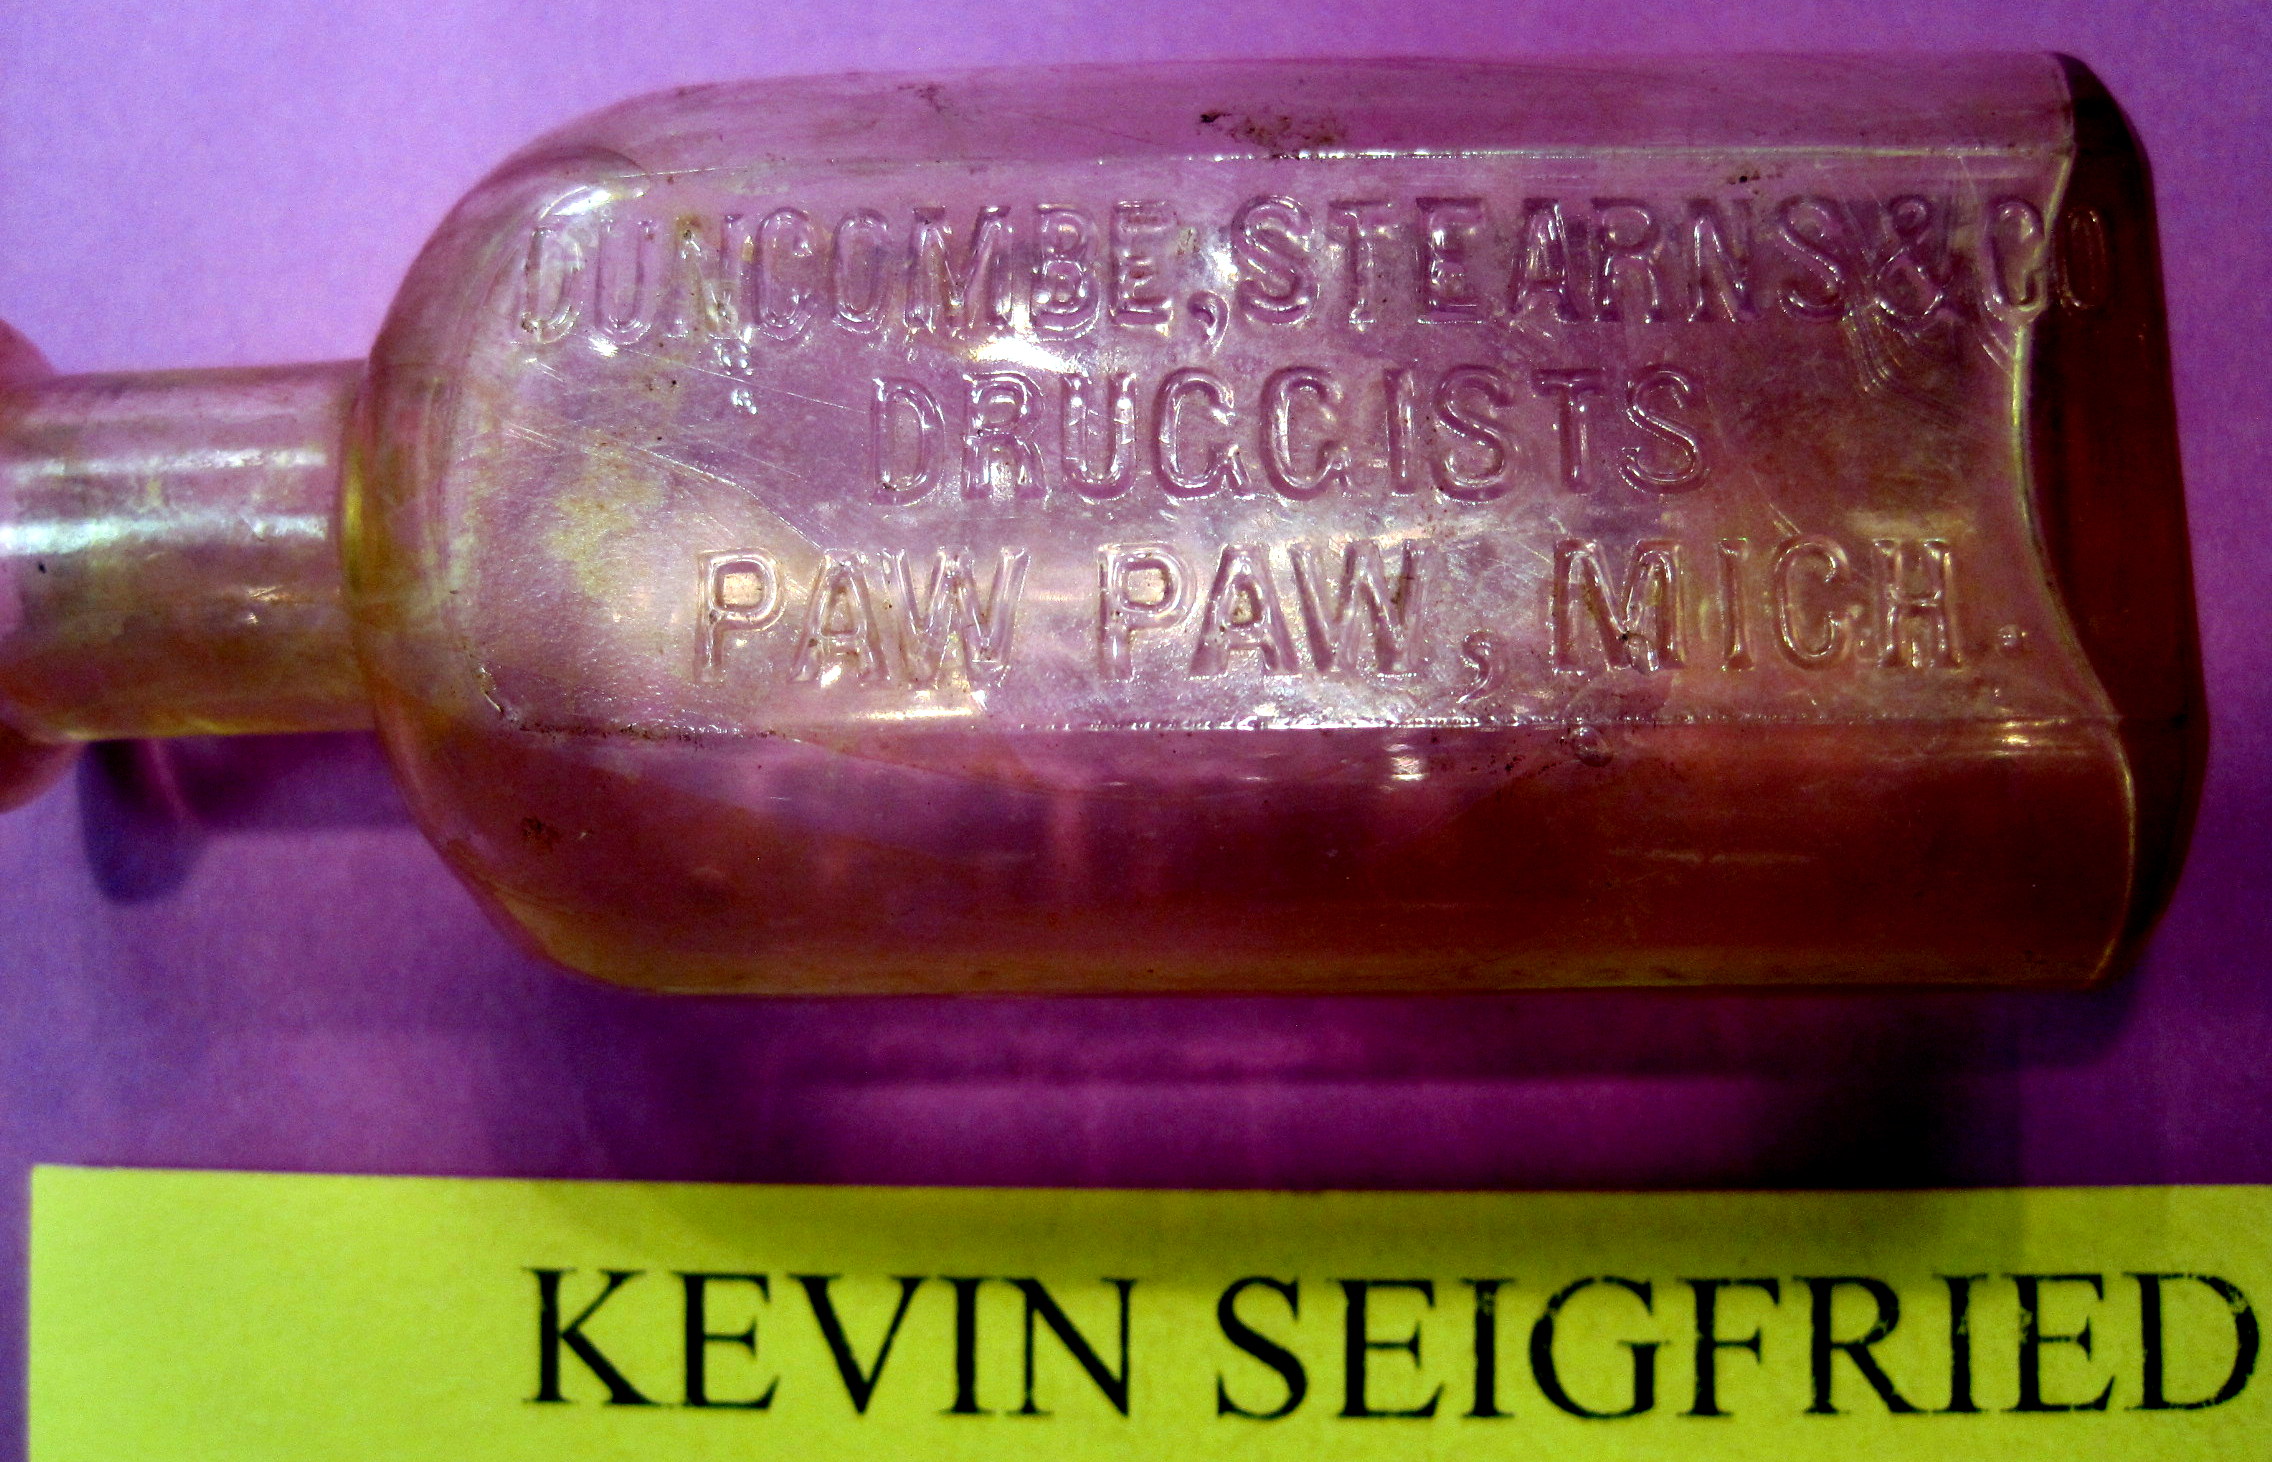 DUNCOMBE, STEARNS & CO
DRUGGISTS
PAW PAW, MICH.
KEVIN SEIGFRIED